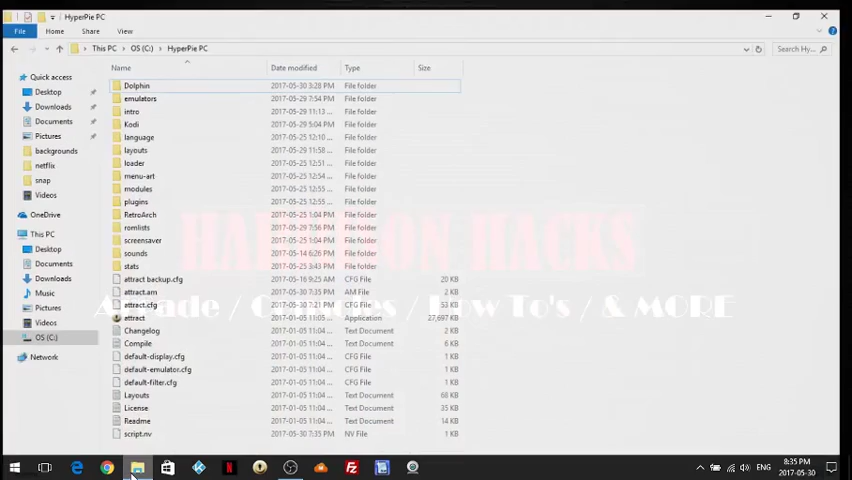 HyperPie PC
File
Home
Share
View
This PC
OS (C:)
HyperPie PC
Search Hy...
Name
Date modified
Type
Size
Quick access
Desktop
Downloads
Documents
Pictures
backgrounds
netflix
snap
Videos
OneDrive
This PC
Desktop
Documents
Downloads
Music
Pictures
Videos
OS (C:)
Network
Dolphin 2017-05-30 3:28 PM File folder
emulators 2017-05-29 7:54 PM File folder
intro 2017-05-29 11:13 ... File folder
Kodi 2017-05-29 5:04 PM File folder
language 2017-05-25 12:10 ... File folder
layouts 2017-05-29 11:58 ... File folder
loader 2017-05-25 12:51 ... File folder
menu-art 2017-05-25 12:55 ... File folder
modules 2017-05-25 12:55 ... File folder
plugins 2017-05-25 12:55 ... File folder
RetroArch 2017-05-25 1:04 PM File folder
romlists 2017-05-29 7:56 PM File folder
screensaver 2017-05-25 1:04 PM File folder
sounds 2017-05-14 6:26 PM File folder
stats 2017-05-25 3:43 PM File folder
attract backup.cfg 2017-05-16 9:25 AM CFG File 20 KB
attract.am 2017-05-30 7:35 PM AM File 2 KB
attract.cfg 2017-05-30 7:21 PM CFG File 53 KB
attract 2017-01-01 11:05 ... Application 27,697 KB
Changelog 2017-01-05 11:04 ... Text Document 2 KB
Compile 2017-01-05 11:04 ... Text Document 6 KB
default-display.cfg 2017-01-05 11:04 ... CFG File 1 KB
default-emulator.cfg 2017-01-05 11:04 ... CFG File 1 KB
default-filter.cfg 2017-01-05 11:04 ... CFG File 1 KB
Layouts 2017-01-05 11:04 ... Text Document 68 KB
License 2017-01-05 11:04 ... Text Document 35 KB
Readme 2017-01-05 11:04 ... Text Document 14 KB
script.nv 2017-05-30 7:35 PM NV File 1 KB
HACKS
/ How To's / & MORE
ENG
8:35 PM
2017-05-30